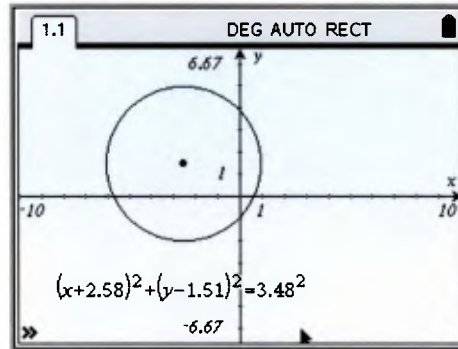 1.1 DEG AUTO RECT
6.67 y
1
x
-10 1 10
(x+2.58)²+(y−1.51)²=3.48²
-6.67